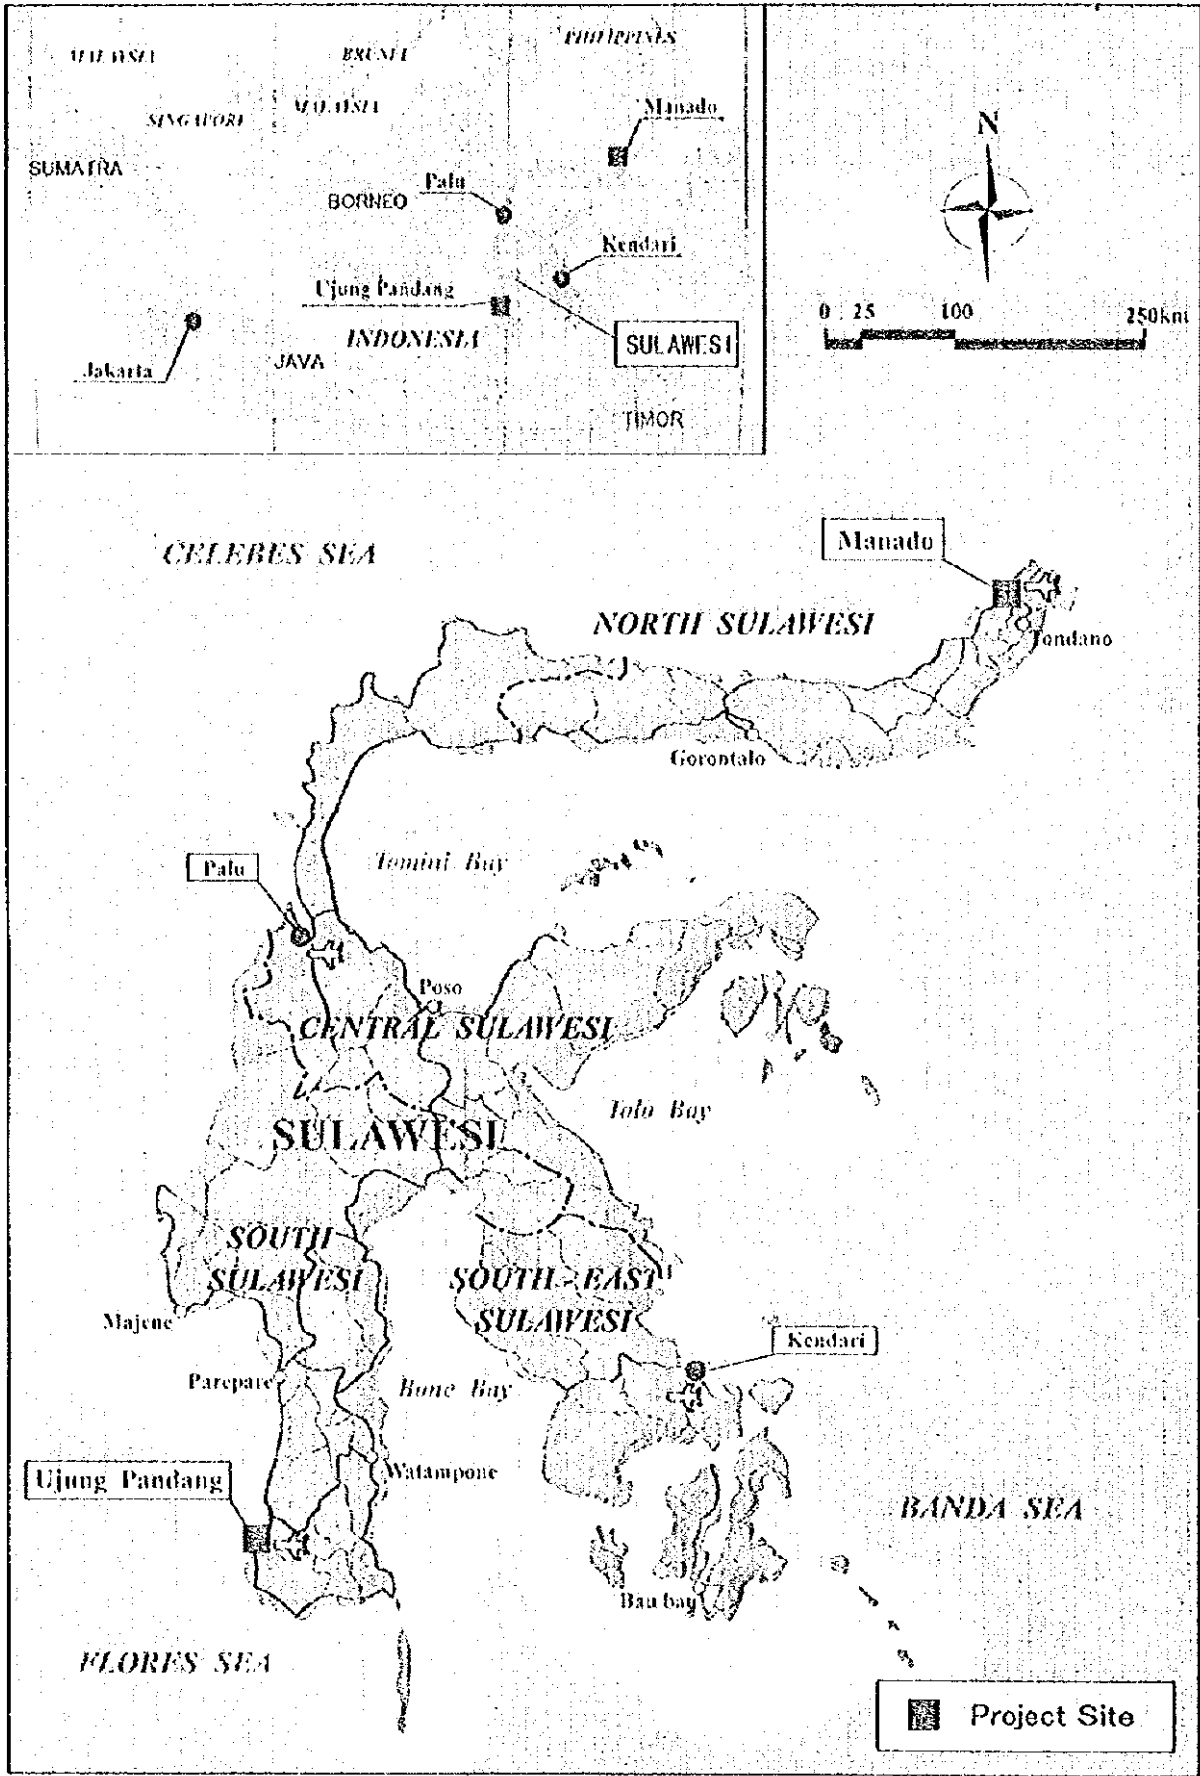 MALAYSIA
BRUNEI
PHILIPPINES
SINGAPORE
MALAYSIA
Manado
SUMATRA
BORNEO
Palu
Kendari
Ujung Pandang
INDONESIA
SULAWESI
Jakarta
JAVA
TIMOR
N
0 25 100 250km
CELEBES SEA
Manado
NORTH SULAWESI
Tondano
Gorontalo
Palu
Tomini Bay
Poso
CENTRAL SULAWESI
Tolo Bay
SULAWESI
SOUTH
SULAWESI
SOUTH-EAST
SULAWESI
Majene
Kendari
Parepare
Bone Bay
Watampone
Ujung Pandang
BANDA SEA
Bau bay
FLORES SEA
Project Site